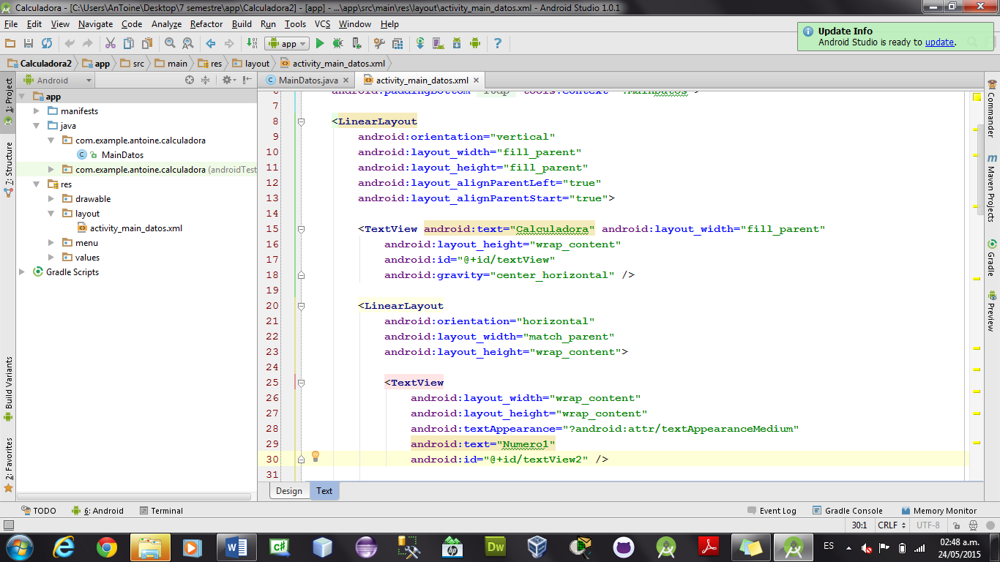 Calculadora - [C:\Users\AnToine\Desktop\7 semestre\app\Calculadora2] - [app] - ...\app\src\main\res\layout\activity_main_datos.xml - Android Studio 1.0.1
File Edit View Navigate Code Analyze Refactor Build Run Tools VCS Window Help
Update Info
Android Studio is ready to update.
app
Calculadora2 app src main res layout activity_main_datos.xml
Android
MainDatos.java activity_main_datos.xml
1: Project
7: Structure
Build Variants
2: Favorites
app
manifests
java
com.example.antoine.calculadora
MainDatos
com.example.antoine.calculadora (androidTest
res
drawable
layout
activity_main_datos.xml
menu
values
Gradle Scripts
6 android:paddingBottom="16dp" tools:context=".MainDatos">
7
8 <LinearLayout
9 android:orientation="vertical"
10 android:layout_width="fill_parent"
11 android:layout_height="fill_parent"
12 android:layout_alignParentLeft="true"
13 android:layout_alignParentStart="true">
14
15 <TextView android:text="Calculadora" android:layout_width="fill_parent"
16 android:layout_height="wrap_content"
17 android:id="@+id/textView"
18 android:gravity="center_horizontal" />
19
20 <LinearLayout
21 android:orientation="horizontal"
22 android:layout_width="match_parent"
23 android:layout_height="wrap_content">
24
25 <TextView
26 android:layout_width="wrap_content"
27 android:layout_height="wrap_content"
28 android:textAppearance="?android:attr/textAppearanceMedium"
29 android:text="Numero1"
30 android:id="@+id/textView2" />
31
Commander
m Maven Projects
Gradle
Preview
Design Text
TODO 6: Android Terminal Event Log Gradle Console Memory Monitor
30:1 CRLF UTF-8
W C# hp Dw
ES 02:48 a.m.
24/05/2015